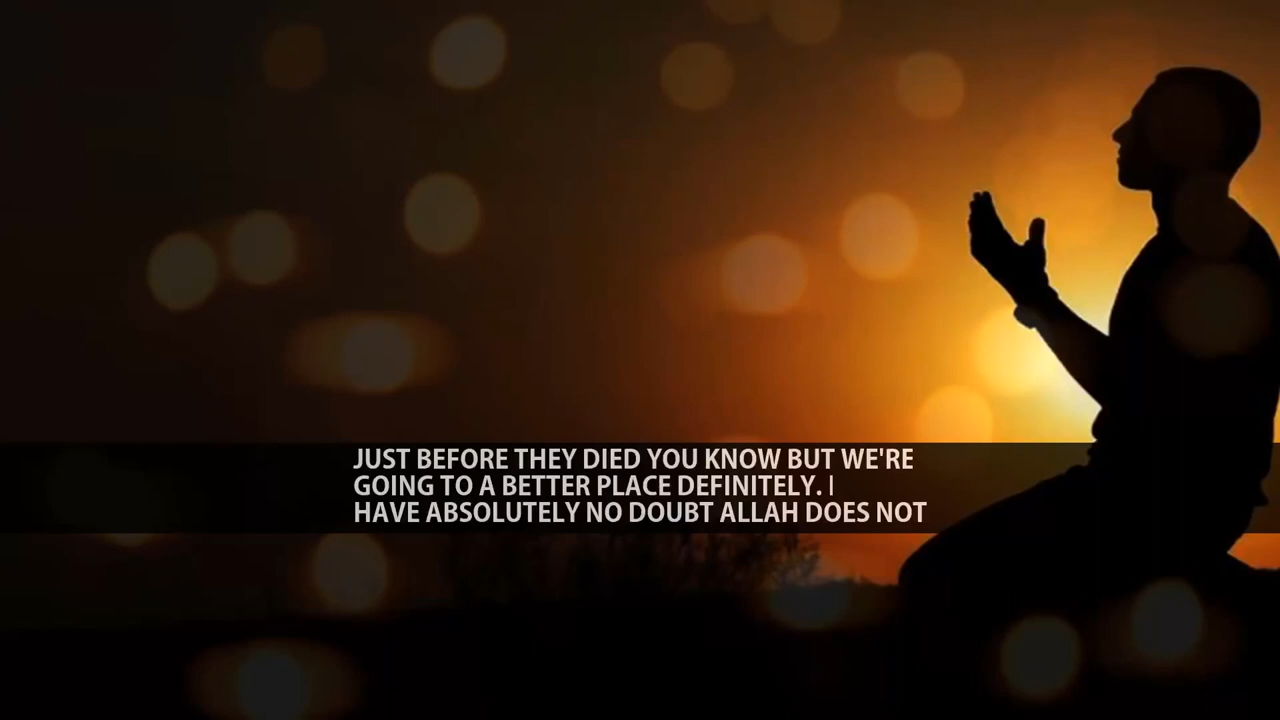 JUST BEFORE THEY DIED YOU KNOW BUT WE'RE
GOING TO A BETTER PLACE DEFINITELY. I
HAVE ABSOLUTELY NO DOUBT ALLAH DOES NOT